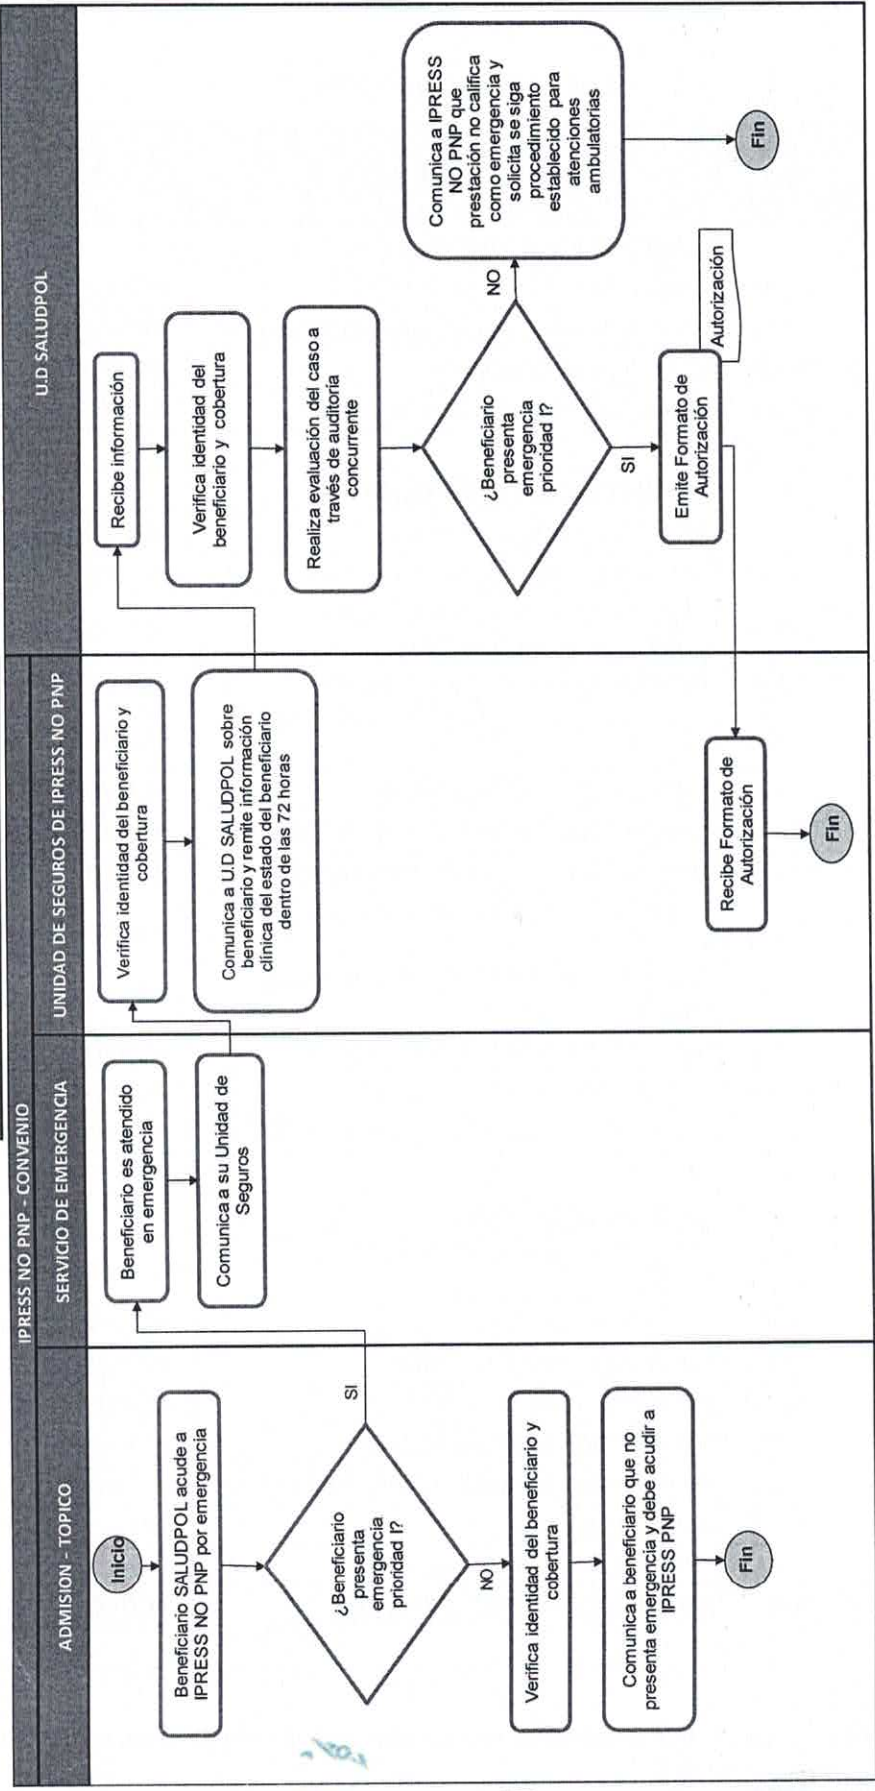 IPRESS NO PNP - CONVENIO
ADMISION - TOPICO
SERVICIO DE EMERGENCIA
UNIDAD DE SEGUROS DE IPRESS NO PNP
U.D SALUDPOL
Inicio
Beneficiario SALUDPOL acude a
IPRESS NO PNP por emergencia
¿Beneficiario
presenta
emergencia
prioridad I?
SI
NO
Verifica identidad del beneficiario y
cobertura
Comunica a beneficiario que no
presenta emergencia y debe acudir a
IPRESS PNP
Fin
Beneficiario es atendido
en emergencia
Comunica a su Unidad de
Seguros
Verifica identidad del beneficiario y
cobertura
Comunica a U.D SALUDPOL sobre
beneficiario y remite información
clínica del estado del beneficiario
dentro de las 72 horas
Recibe Formato de
Autorización
Fin
Recibe información
Verifica identidad del
beneficiario y cobertura
Realiza evaluación del caso a
través de auditoría
concurrente
¿Beneficiario
presenta
emergencia
prioridad I?
NO
SI
Comunica a IPRESS
NO PNP que
prestación no califica
como emergencia y
solicita se siga
procedimiento
establecido para
atenciones
ambulatorias
Fin
Emite Formato de
Autorización
Autorización